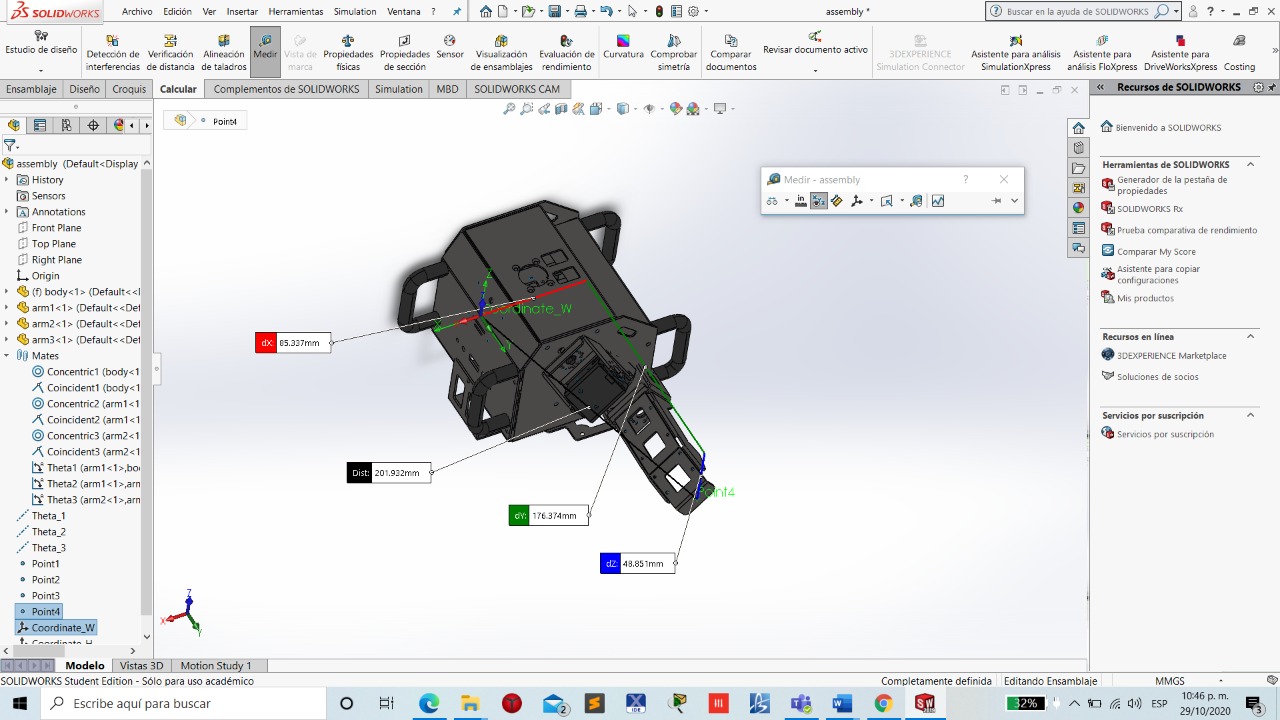 SOLIDWORKS
Archivo Edición Ver Insertar Herramientas Simulation Ventana ?
assembly *
Buscar en la ayuda de SOLIDWORKS
Estudio de diseño
Detección de interferencias
Verificación de distancia
Alineación de taladros
Medir
Vista de marca
Propiedades físicas
Propiedades de sección
Sensor
Visualización de ensamblajes
Evaluación de rendimiento
Curvatura
Comprobar simetría
Comparar documentos
Revisar documento activo
3DEXPERIENCE Simulation Connector
Asistente para análisis SimulationXpress
Asistente para análisis FloXpress
Asistente para DriveWorksXpress
Costing
Ensamblaje Diseño Croquis Calcular Complementos de SOLIDWORKS Simulation MBD SOLIDWORKS CAM
Point4
assembly (Default<Display
History
Sensors
Annotations
Front Plane
Top Plane
Right Plane
Origin
(f) body<1> (Default<<De
arm1<1> (Default<<Def
arm2<1> (Default<<Def
arm3<1> (Default<<Def
Mates
Concentric1 (body<1
Coincident1 (body<1
Concentric2 (arm1<1
Coincident2 (arm1<1
Concentric3 (arm2<1
Coincident3 (arm2<1
Theta1 (arm1<1>,bo
Theta2 (arm2<1>,arm
Theta3 (arm2<1>,arm
Theta_1
Theta_2
Theta_3
Point1
Point2
Point3
Point4
Coordinate_W
Coordinate_H
Medir - assembly ?
in
Z
Coordinate_W
Y
dX: 85.337mm
Dist: 201.932mm
dY: 176.374mm
dZ: 48.851mm
Point4
Z
X
Y
Recursos de SOLIDWORKS
Bienvenido a SOLIDWORKS
Herramientas de SOLIDWORKS
Generador de la pestaña de propiedades
SOLIDWORKS Rx
Prueba comparativa de rendimiento
Comparar My Score
Asistente para copiar configuraciones
Mis productos
Recursos en línea
3DEXPERIENCE Marketplace
Soluciones de socios
Servicios por suscripción
Servicios por suscripción
Modelo Vistas 3D Motion Study 1
SOLIDWORKS Student Edition - Sólo para uso académico
Completamente definida Editando Ensamblaje MMGS
Escribe aquí para buscar
32%
ESP
10:46 p. m.
29/10/2020